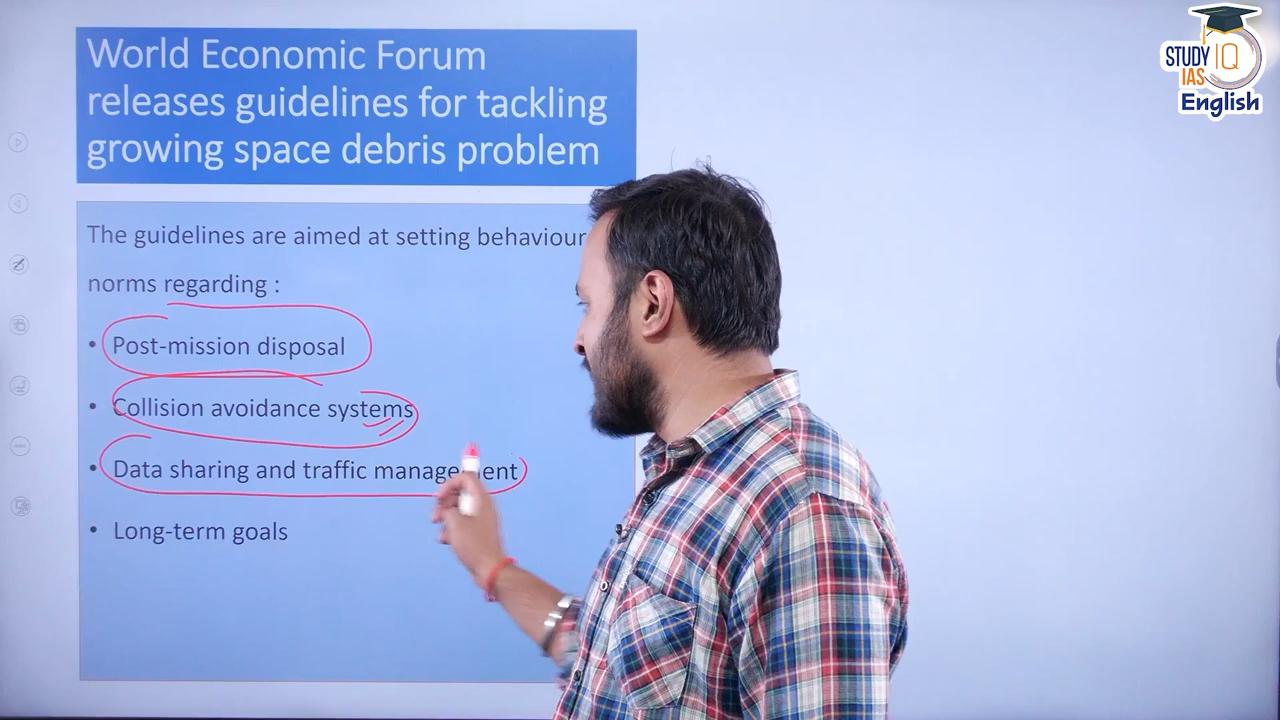 World Economic Forum
releases guidelines for tackling
growing space debris problem
The guidelines are aimed at setting behaviour
norms regarding :
• Post-mission disposal
• Collision avoidance systems
• Data sharing and traffic management
• Long-term goals
STUDY IQ
IAS
English